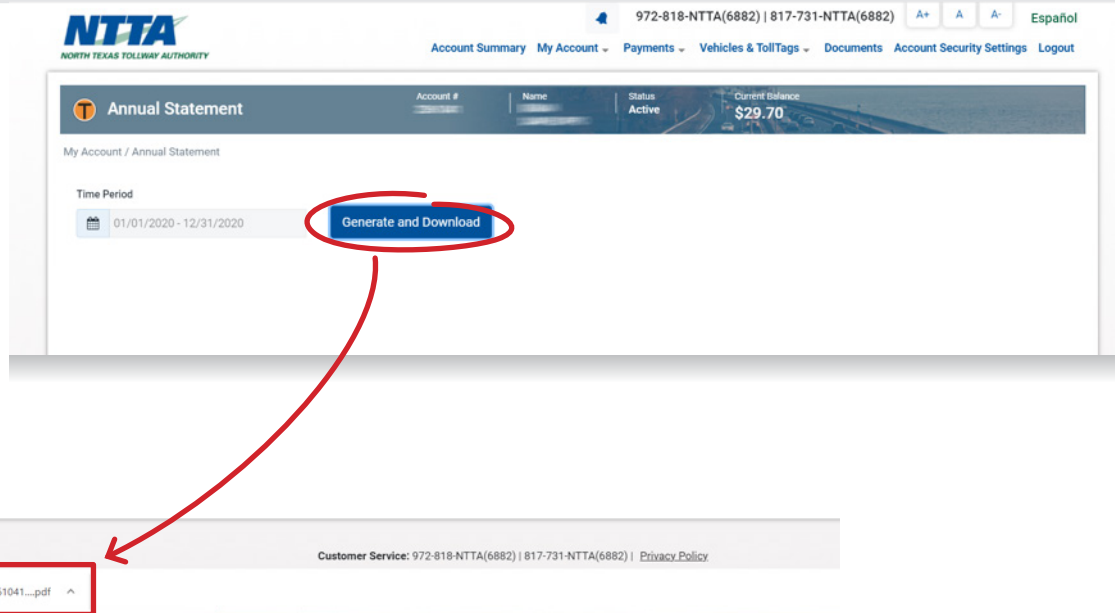 NTTA
NORTH TEXAS TOLLWAY AUTHORITY
972-818-NTTA(6882) | 817-731-NTTA(6882) A+ A A- Español
Account Summary My Account Payments Vehicles & TollTags Documents Account Security Settings Logout
T Annual Statement
Account # Name Status Current Balance
Active $29.70
My Account / Annual Statement
Time Period
01/01/2020 - 12/31/2020 Generate and Download
Customer Service: 972-818-NTTA(6882) | 817-731-NTTA(6882) | Privacy Policy
61041....pdf